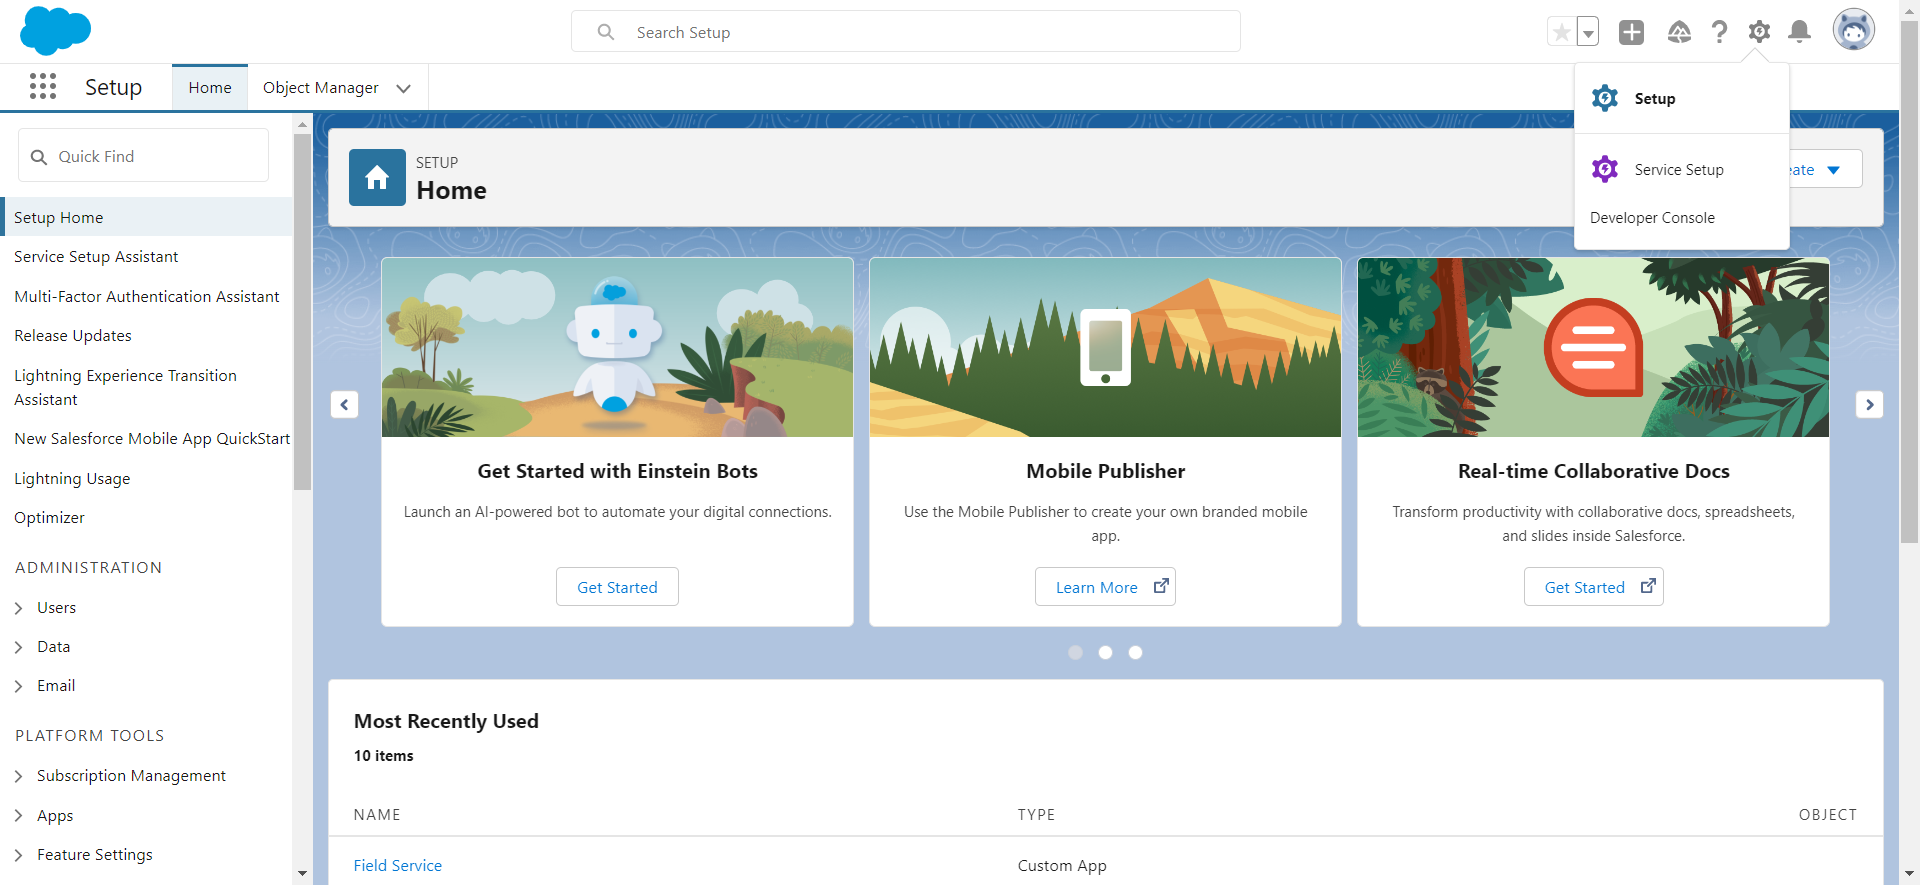 Search Setup
Setup
Home
Object Manager
Setup
Service Setup
Developer Console
Quick Find
Setup Home
Service Setup Assistant
Multi-Factor Authentication Assistant
Release Updates
Lightning Experience Transition
Assistant
New Salesforce Mobile App QuickStart
Lightning Usage
Optimizer
ADMINISTRATION
Users
Data
Email
PLATFORM TOOLS
Subscription Management
Apps
Feature Settings
SETUP
Home
eate
Get Started with Einstein Bots
Launch an AI-powered bot to automate your digital connections.
Get Started
Mobile Publisher
Use the Mobile Publisher to create your own branded mobile
app.
Learn More
Real-time Collaborative Docs
Transform productivity with collaborative docs, spreadsheets,
and slides inside Salesforce.
Get Started
Most Recently Used
10 items
NAME TYPE OBJECT
Field Service Custom App